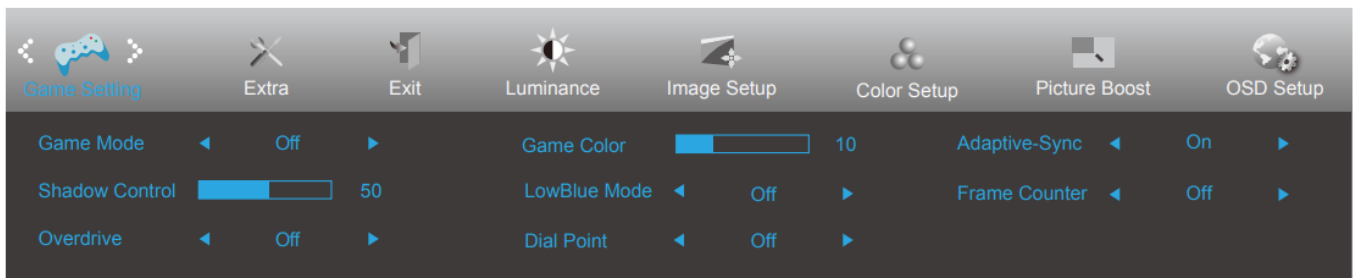 Game Setting Extra Exit Luminance Image Setup Color Setup Picture Boost OSD Setup
Game Mode Off Game Color 10 Adaptive-Sync On
Shadow Control 50 LowBlue Mode Off Frame Counter Off
Overdrive Off Dial Point Off